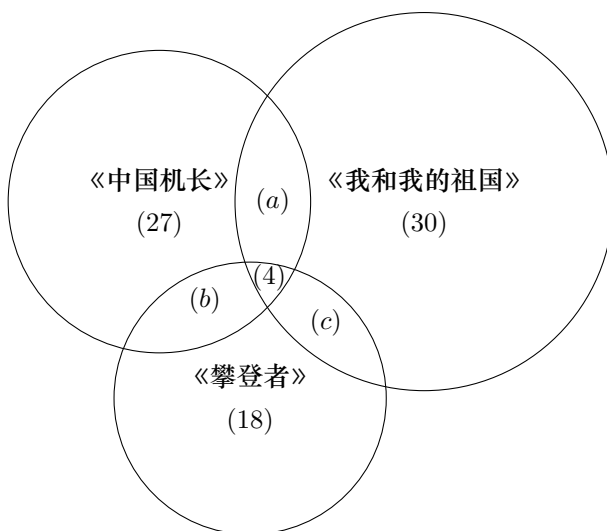 《中国机长》
(27)
《我和我的祖国》
(30)
(a)
(4)
(b)
(c)
《攀登者》
(18)